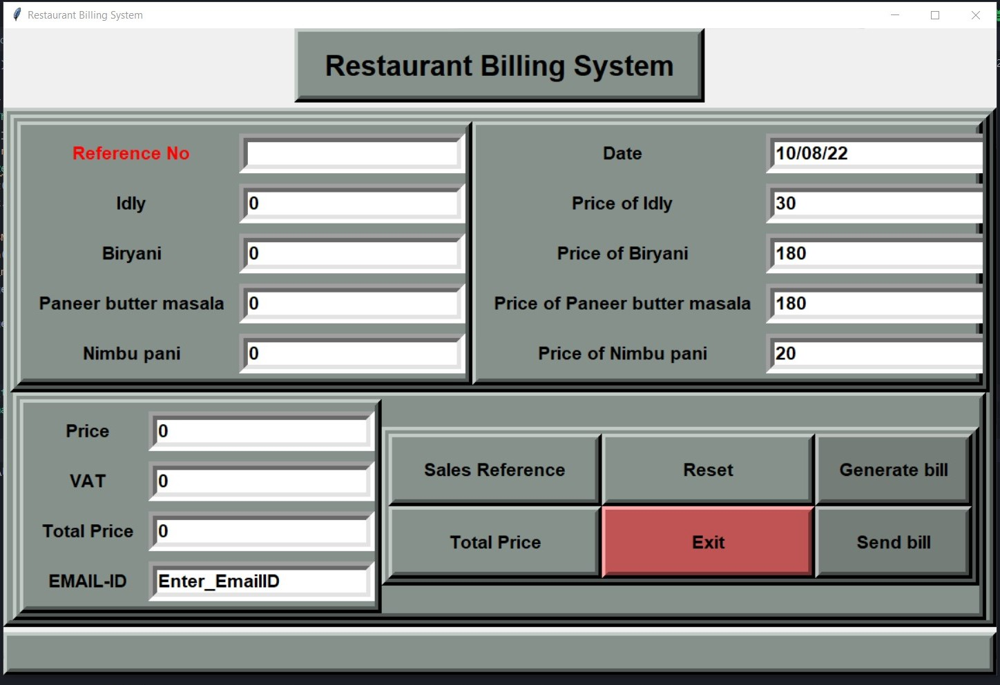 Restaurant Billing System
Restaurant Billing System
Reference No
Date 10/08/22
Idly 0
Price of Idly 30
Biryani 0
Price of Biryani 180
Paneer butter masala 0
Price of Paneer butter masala 180
Nimbu pani 0
Price of Nimbu pani 20
Price 0
VAT 0
Total Price 0
EMAIL-ID Enter_EmailID
Sales Reference Reset Generate bill
Total Price Exit Send bill